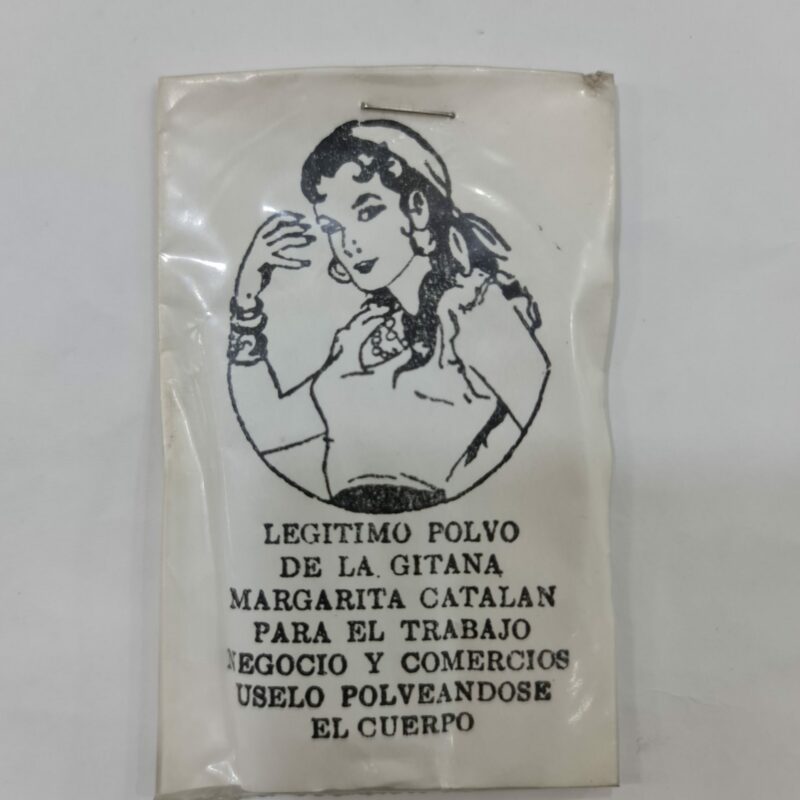 LEGITIMO POLVO
DE LA GITANA
MARGARITA CATALAN
PARA EL TRABAJO
NEGOCIO Y COMERCIOS
USELO POLVEANDOSE
EL CUERPO